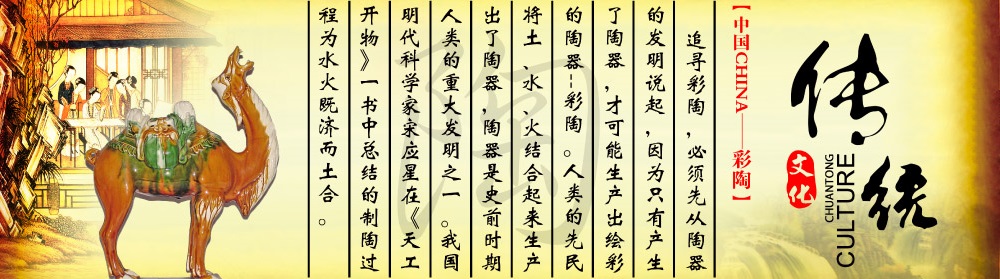 传统
文化
CHUANTONG
CULTURE
【中国CHINA——彩陶】
追寻彩陶,必须先从陶器
的发明说起,因为只有产生
了陶器,才可能生产出绘彩
的陶器--彩陶。人类的先民
将土、水、火结合起来生产
出了陶器,陶器是史前时期
人类的重大发明之一。我国
明代科学家宋应星在《天工
开物》一书中总结的制陶过
程为水火既济而土合。
陶